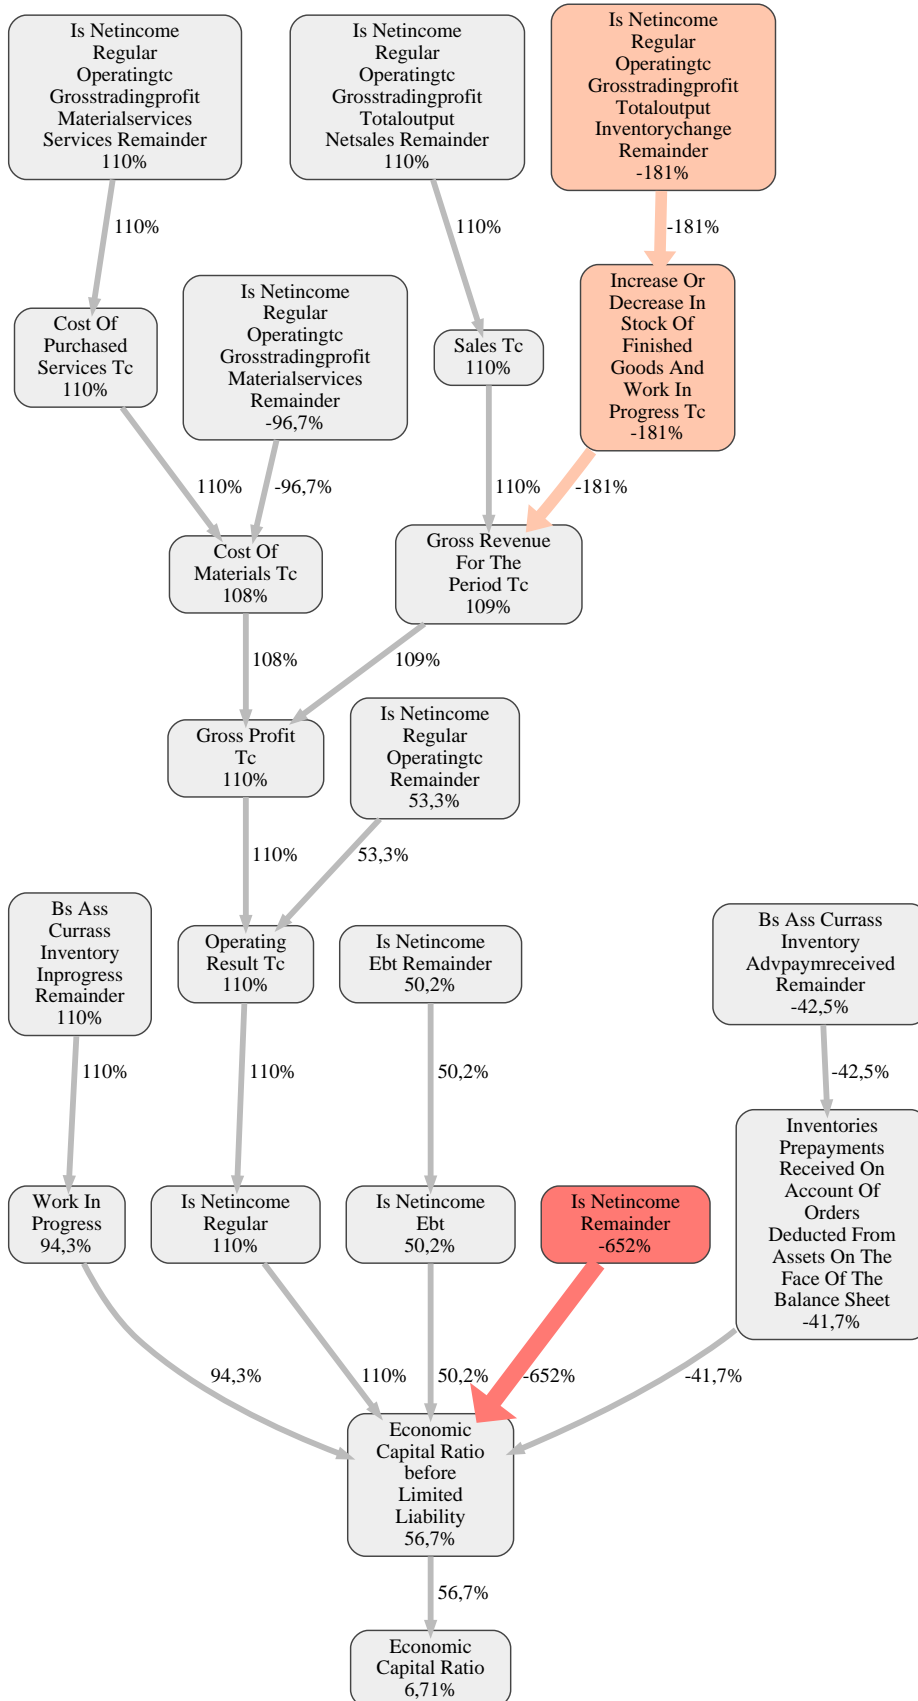 Is Netincome
Regular
Operatingtc
Grosstradingprofit
Materialservices
Services Remainder
110%
Is Netincome
Regular
Operatingtc
Grosstradingprofit
Totaloutput
Netsales Remainder
110%
Is Netincome
Regular
Operatingtc
Grosstradingprofit
Totaloutput
Inventorychange
Remainder
-181%
110%
110%
-181%
Cost Of
Purchased
Services Tc
110%
Is Netincome
Regular
Operatingtc
Grosstradingprofit
Materialservices
Remainder
-96,7%
Sales Tc
110%
Increase Or
Decrease In
Stock Of
Finished
Goods And
Work In
Progress Tc
-181%
110%
-96,7%
110%
-181%
Cost Of
Materials Tc
108%
Gross Revenue
For The
Period Tc
109%
108%
109%
Gross Profit
Tc
110%
Is Netincome
Regular
Operatingtc
Remainder
53,3%
110%
53,3%
Bs Ass
Currass
Inventory
Inprogress
Remainder
110%
Operating
Result Tc
110%
Is Netincome
Ebt Remainder
50,2%
Bs Ass Currass
Inventory
Advpaymreceived
Remainder
-42,5%
110%
110%
50,2%
-42,5%
Work In
Progress
94,3%
Is Netincome
Regular
110%
Is Netincome
Ebt
50,2%
Is Netincome
Remainder
-652%
Inventories
Prepayments
Received On
Account Of
Orders
Deducted From
Assets On The
Face Of The
Balance Sheet
-41,7%
94,3%
110%
50,2%
-652%
-41,7%
Economic
Capital Ratio
before
Limited
Liability
56,7%
56,7%
Economic
Capital Ratio
6,71%